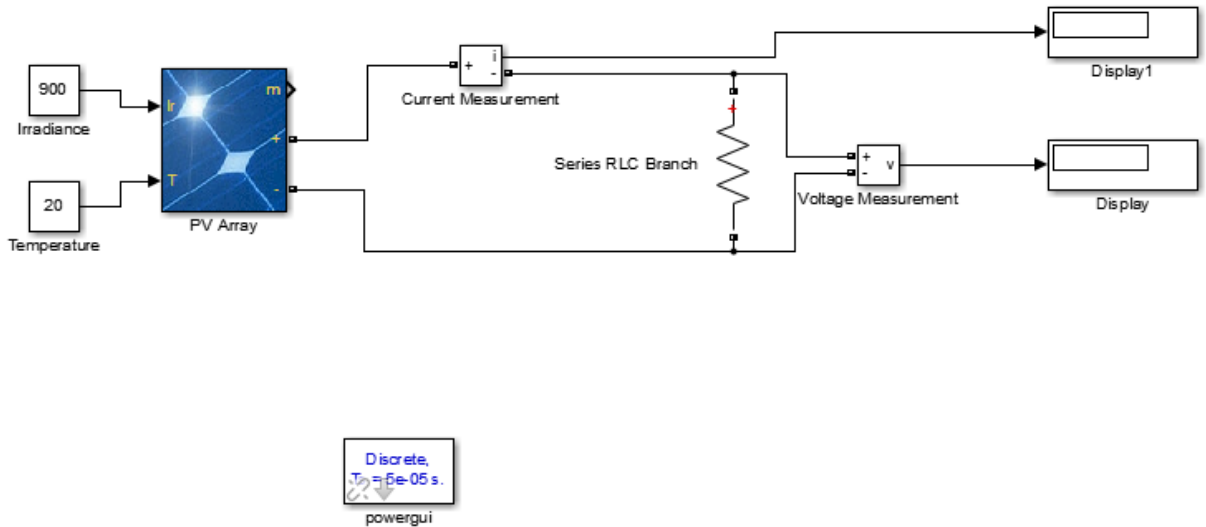 Display1
i
+
-
Current Measurement
900
Irradiance
m
Ir
+
T
-
PV Array
20
Temperature
+
Series RLC Branch
+
-
v
Voltage Measurement
Display
Discrete,
= 5e-05 s.
powergui